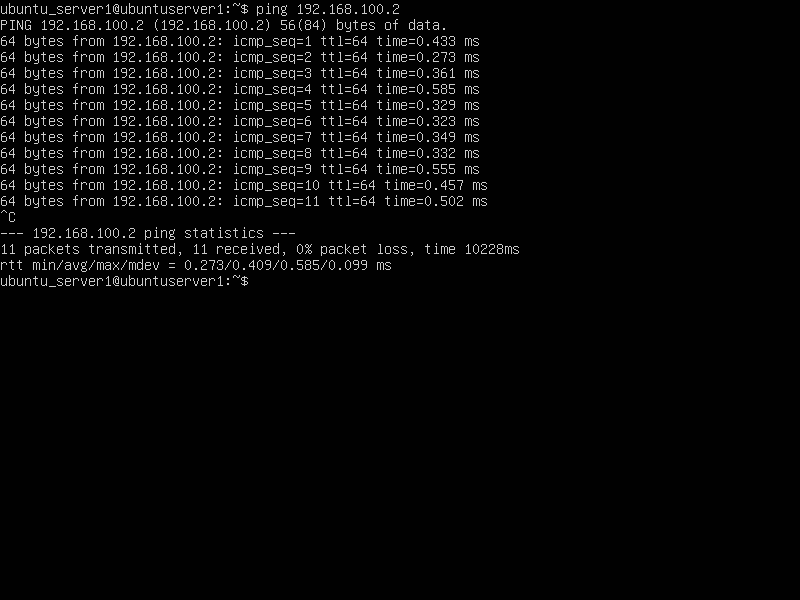 ubuntu_server1@ubuntuserver1:~$ ping 192.168.100.2
PING 192.168.100.2 (192.168.100.2) 56(84) bytes of data.
64 bytes from 192.168.100.2: icmp_seq=1 ttl=64 time=0.433 ms
64 bytes from 192.168.100.2: icmp_seq=2 ttl=64 time=0.273 ms
64 bytes from 192.168.100.2: icmp_seq=3 ttl=64 time=0.361 ms
64 bytes from 192.168.100.2: icmp_seq=4 ttl=64 time=0.585 ms
64 bytes from 192.168.100.2: icmp_seq=5 ttl=64 time=0.329 ms
64 bytes from 192.168.100.2: icmp_seq=6 ttl=64 time=0.323 ms
64 bytes from 192.168.100.2: icmp_seq=7 ttl=64 time=0.349 ms
64 bytes from 192.168.100.2: icmp_seq=8 ttl=64 time=0.332 ms
64 bytes from 192.168.100.2: icmp_seq=9 ttl=64 time=0.555 ms
64 bytes from 192.168.100.2: icmp_seq=10 ttl=64 time=0.457 ms
64 bytes from 192.168.100.2: icmp_seq=11 ttl=64 time=0.502 ms
^C
--- 192.168.100.2 ping statistics ---
11 packets transmitted, 11 received, 0% packet loss, time 10228ms
rtt min/avg/max/mdev = 0.273/0.409/0.585/0.099 ms
ubuntu_server1@ubuntuserver1:~$